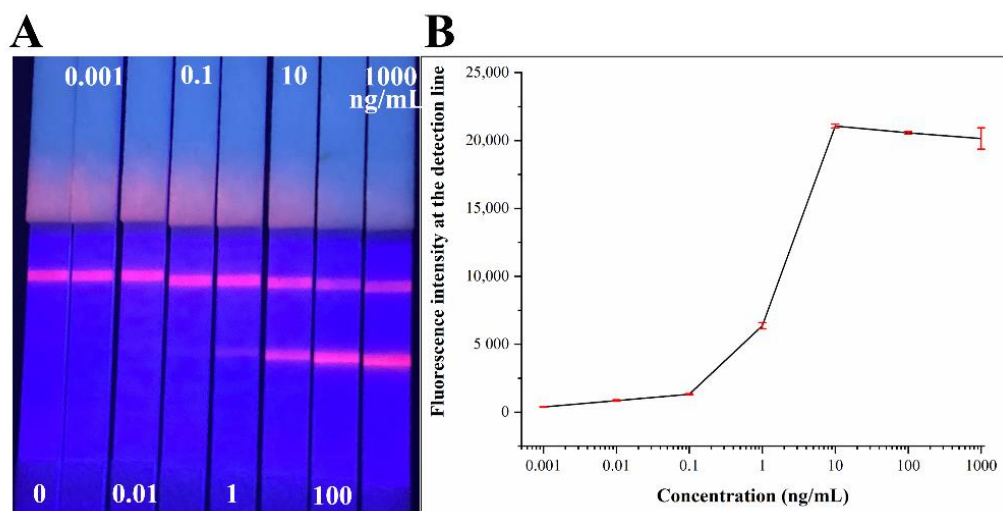 A
0.001 0.1 10 1000
ng/mL
0 0.01 1 100
B
Fluorescence intensity at the detection line
25,000
20,000
15,000
10,000
5 000
0
0.001 0.01 0.1 1 10 100 1000
Concentration (ng/mL)